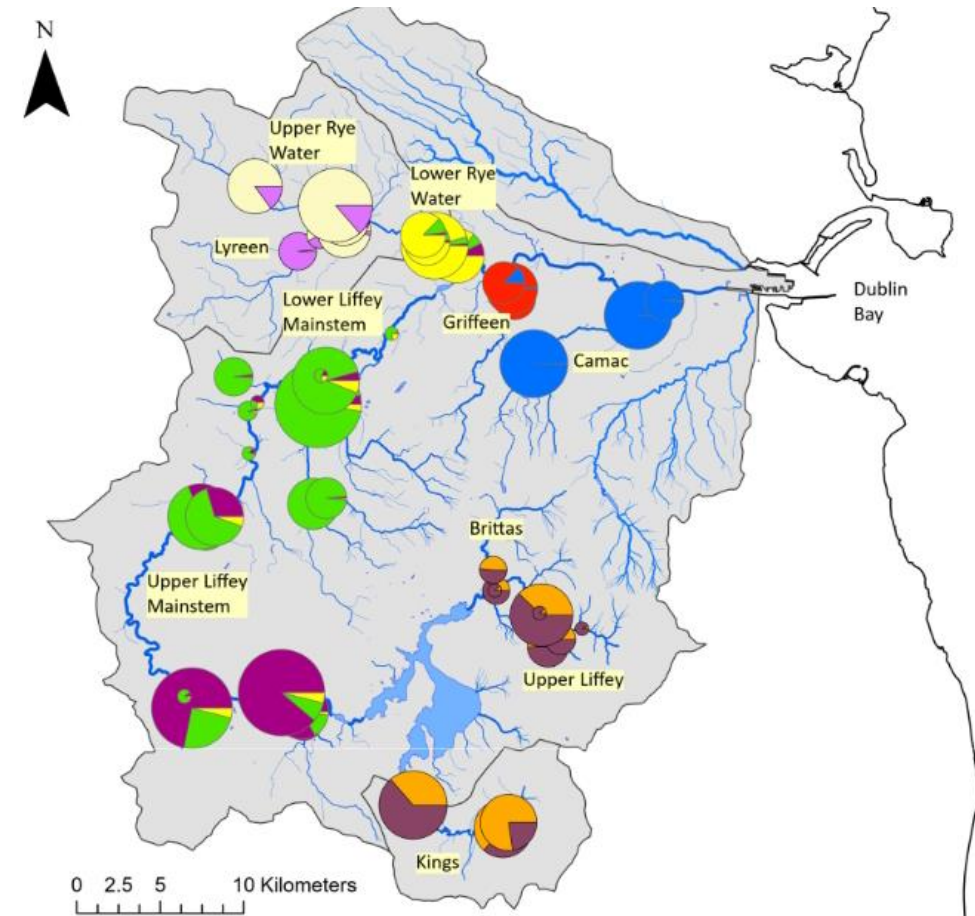 N
Upper Rye
Water
Lower Rye
Water
Lyreen
Lower Liffey
Mainstem
Griffeen
Dublin
Bay
Camac
Brittas
Upper Liffey
Mainstem
Upper Liffey
Kings
0 2.5 5 10 Kilometers